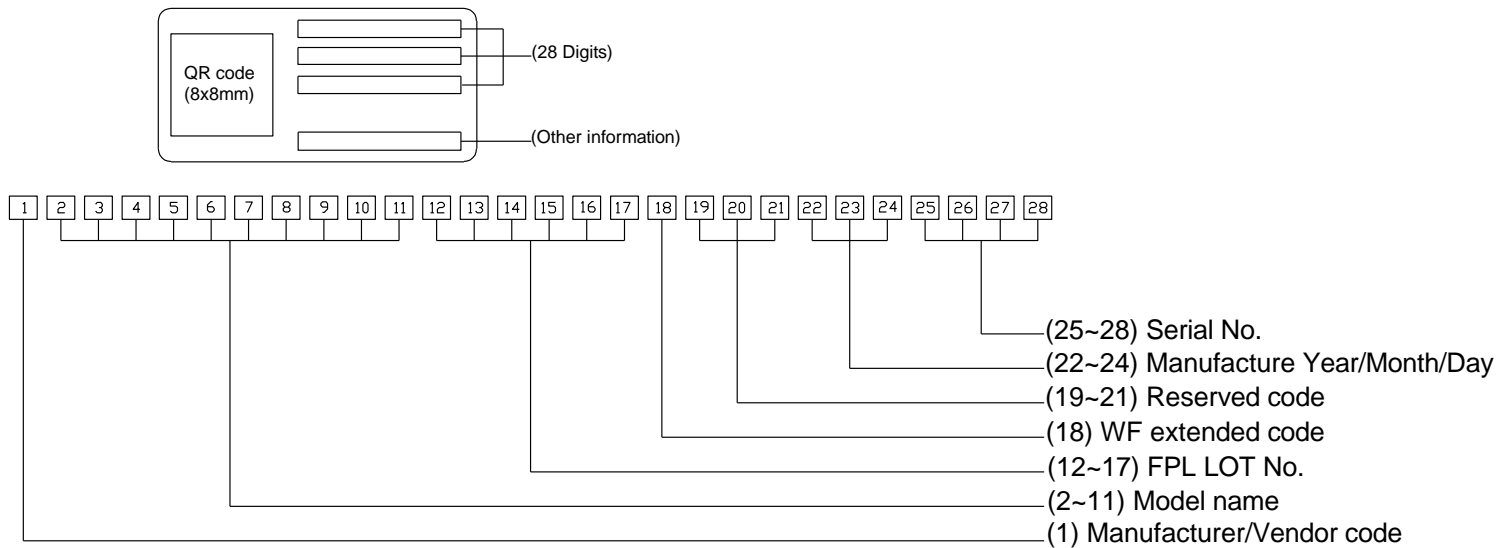 QR code
(8x8mm)
(28 Digits)
(Other information)
1 2 3 4 5 6 7 8 9 10 11 12 13 14 15 16 17 18 19 20 21 22 23 24 25 26 27 28
(25~28) Serial No.
(22~24) Manufacture Year/Month/Day
(19~21) Reserved code
(18) WF extended code
(12~17) FPL LOT No.
(2~11) Model name
(1) Manufacturer/Vendor code